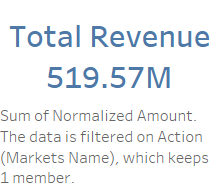 Total Revenue
519.57M
Sum of Normalized Amount.
The data is filtered on Action
(Markets Name), which keeps
1 member.